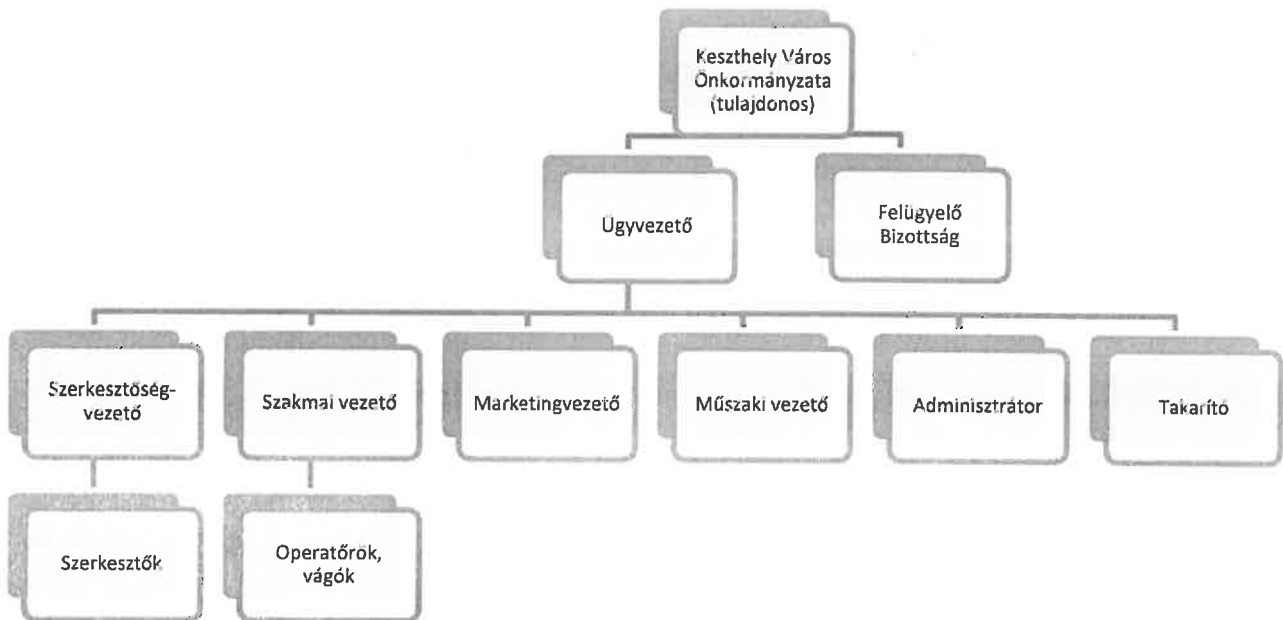 Keszthely Város
Önkormányzata
(tulajdonos)
Ügyvezető
Felügyelő
Bizottság
Szerkesztőség-
vezető
Szakmai vezető
Marketingvezető
Műszaki vezető
Adminisztrátor
Takarító
Szerkesztők
Operatőrök,
vágók